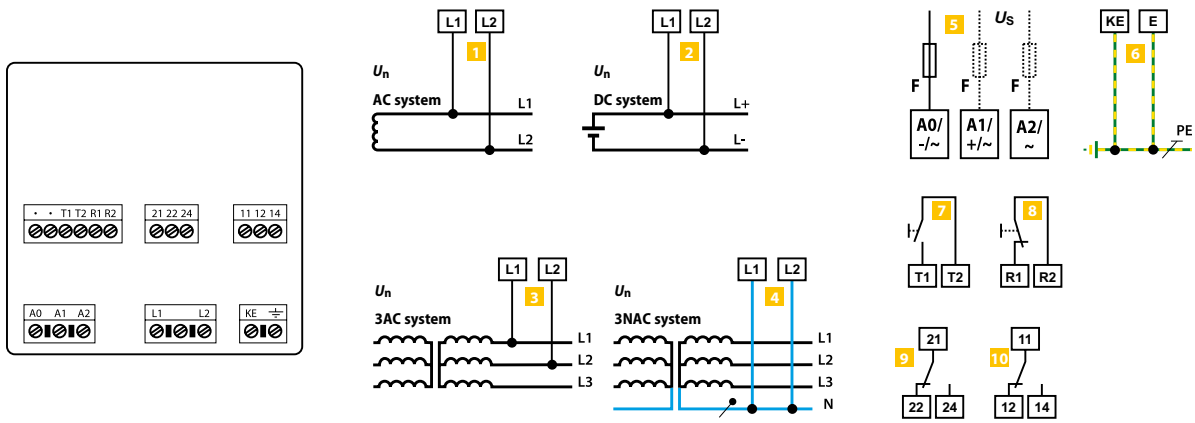 • • T1 T2 R1 R2
21 22 24
11 12 14
A0 A1 A2
L1 L2
KE
L1 L2
1
Un
AC system
L1
L2
L1 L2
2
Un
DC system
L+
L-
L1 L2
3
Un
3AC system
L1
L2
L3
L1 L2
4
Un
3NAC system
L1
L2
L3
N
5
US
F F F
A0/ -/~
A1/ +/~
A2/ ~
KE E
6
PE
7
T1 T2
8
R1 R2
9
21
22 24
10
11
12 14